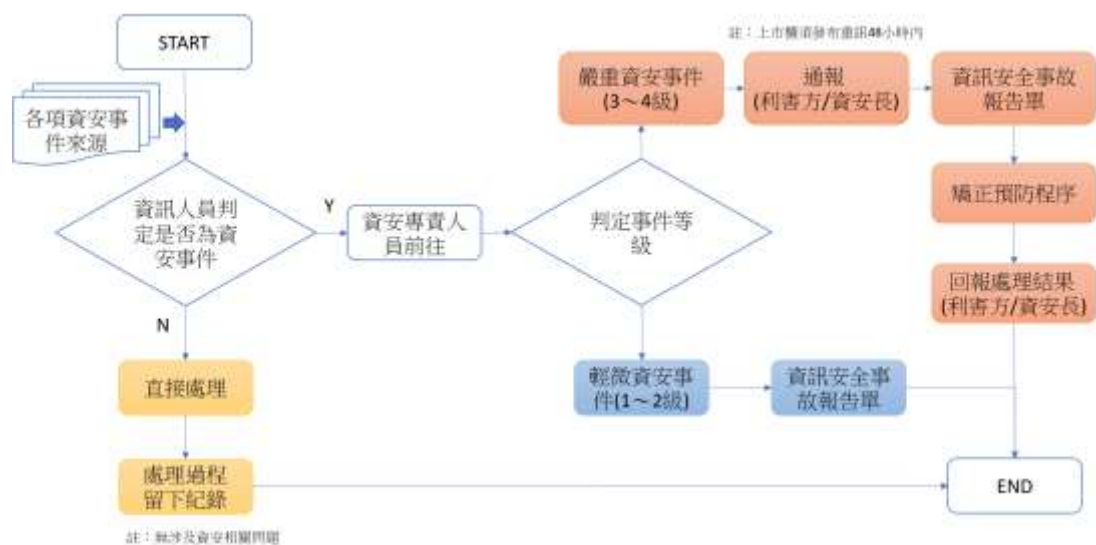 START
註：上市櫃須發布重訊48小時內
嚴重資安事件
(3～4級)
通報
(利害方/資安長)
資訊安全事故
報告單
各項資安事
件來源
資訊人員判
定是否為資
安事件
Y
資安專責人
員前往
判定事件等
級
矯正預防程序
回報處理結果
(利害方/資安長)
N
直接處理
輕微資安事
件(1～2級)
資訊安全事
故報告單
處理過程
留下紀錄
END
註：無涉及資安相關問題